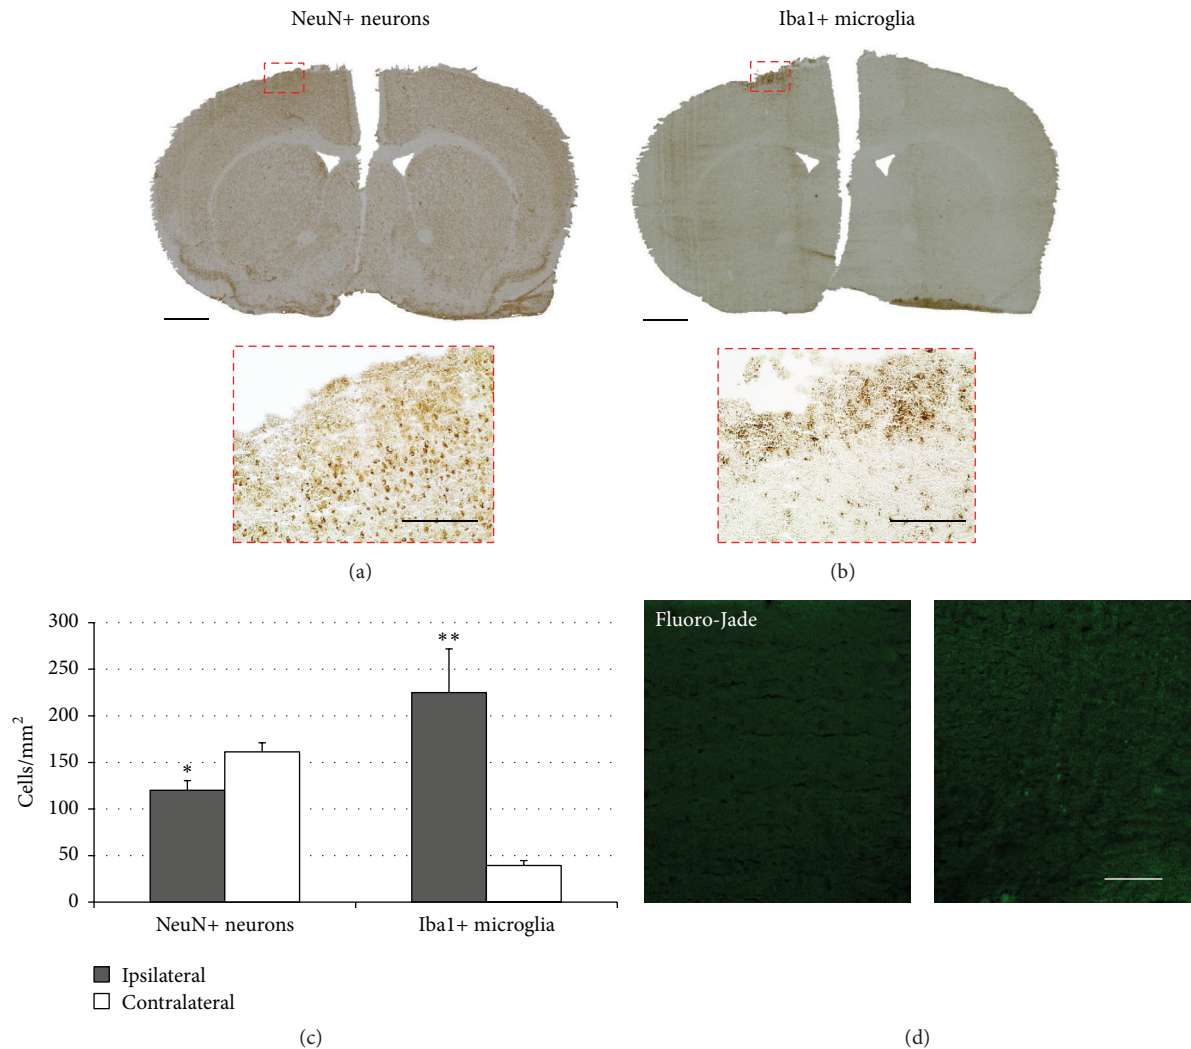 NeuN+ neurons
Iba1+ microglia
(a)
(b)
300
250
200
150
100
50
0
Cells/mm²
*
**
NeuN+ neurons
Iba1+ microglia
Ipsilateral
Contralateral
(c)
Fluoro-Jade
(d)